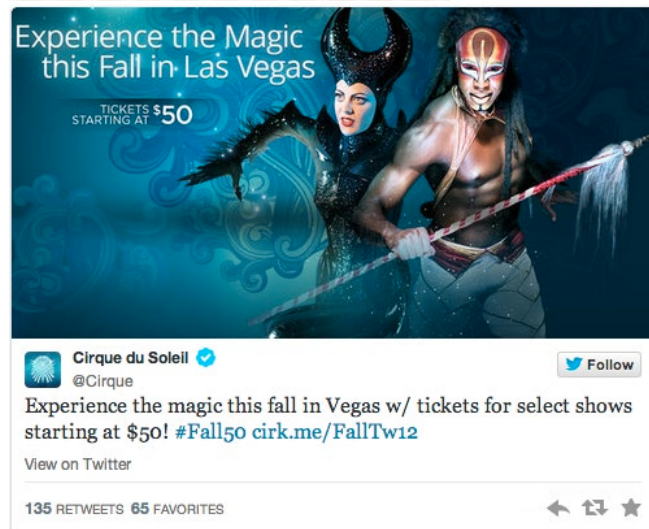 Experience the Magic
this Fall in Las Vegas
TICKETS
STARTING AT $50
Cirque du Soleil
@Cirque
Follow
Experience the magic this fall in Vegas w/ tickets for select shows
starting at $50! #Fall50 cirk.me/FallTw12
View on Twitter
135 RETWEETS 65 FAVORITES